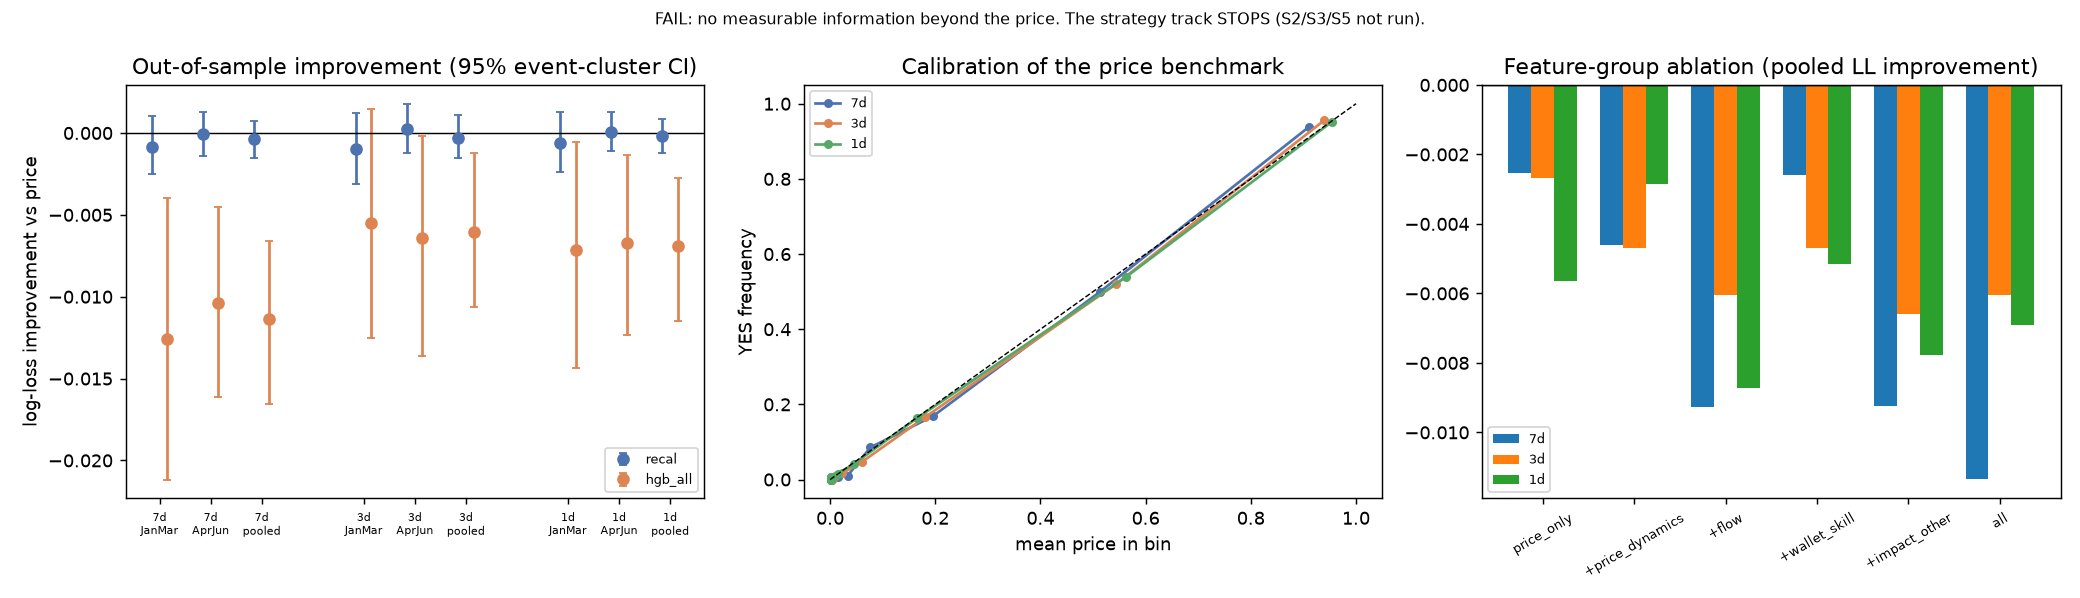 FAIL: no measurable information beyond the price. The strategy track STOPS (S2/S3/S5 not run).
Out-of-sample improvement (95% event-cluster CI)
log-loss improvement vs price
0.000
−0.005
−0.010
−0.015
−0.020
7d
JanMar
7d
AprJun
7d
pooled
3d
JanMar
3d
AprJun
3d
pooled
1d
JanMar
1d
AprJun
1d
pooled
recal
hgb_all
Calibration of the price benchmark
YES frequency
1.0
0.8
0.6
0.4
0.2
0.0
0.0
0.2
0.4
0.6
0.8
1.0
mean price in bin
7d
3d
1d
Feature-group ablation (pooled LL improvement)
0.000
−0.002
−0.004
−0.006
−0.008
−0.010
7d
3d
1d
price_only
+price_dynamics
+flow
+wallet_skill
+impact_other
all